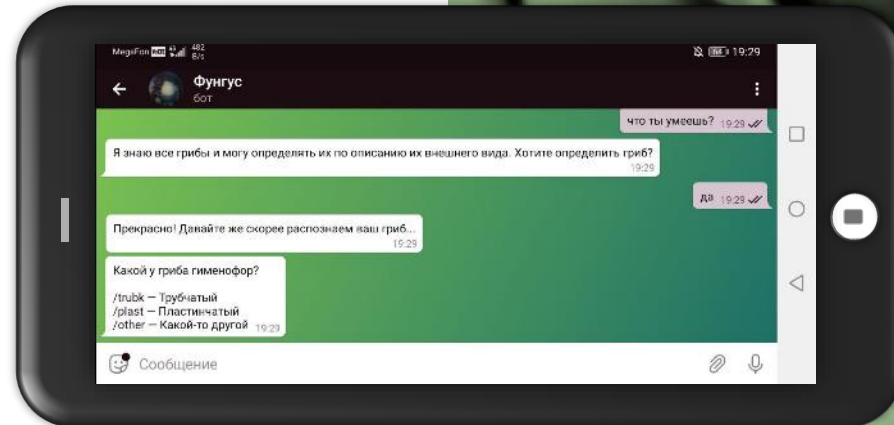 MegaFon 482 B/s 64 19:29
Фунгус
бот
что ты умеешь? 19:29
Я знаю все грибы и могу определять их по описанию их внешнего вида. Хотите определить гриб?
19:29
да 19:29
Прекрасно! Давайте же скорее распознаем ваш гриб...
19:29
Какой у гриба гименофор?
/trubk — Трубчатый
/plast — Пластинчатый
/other — Какой-то другой 19:29
Сообщение